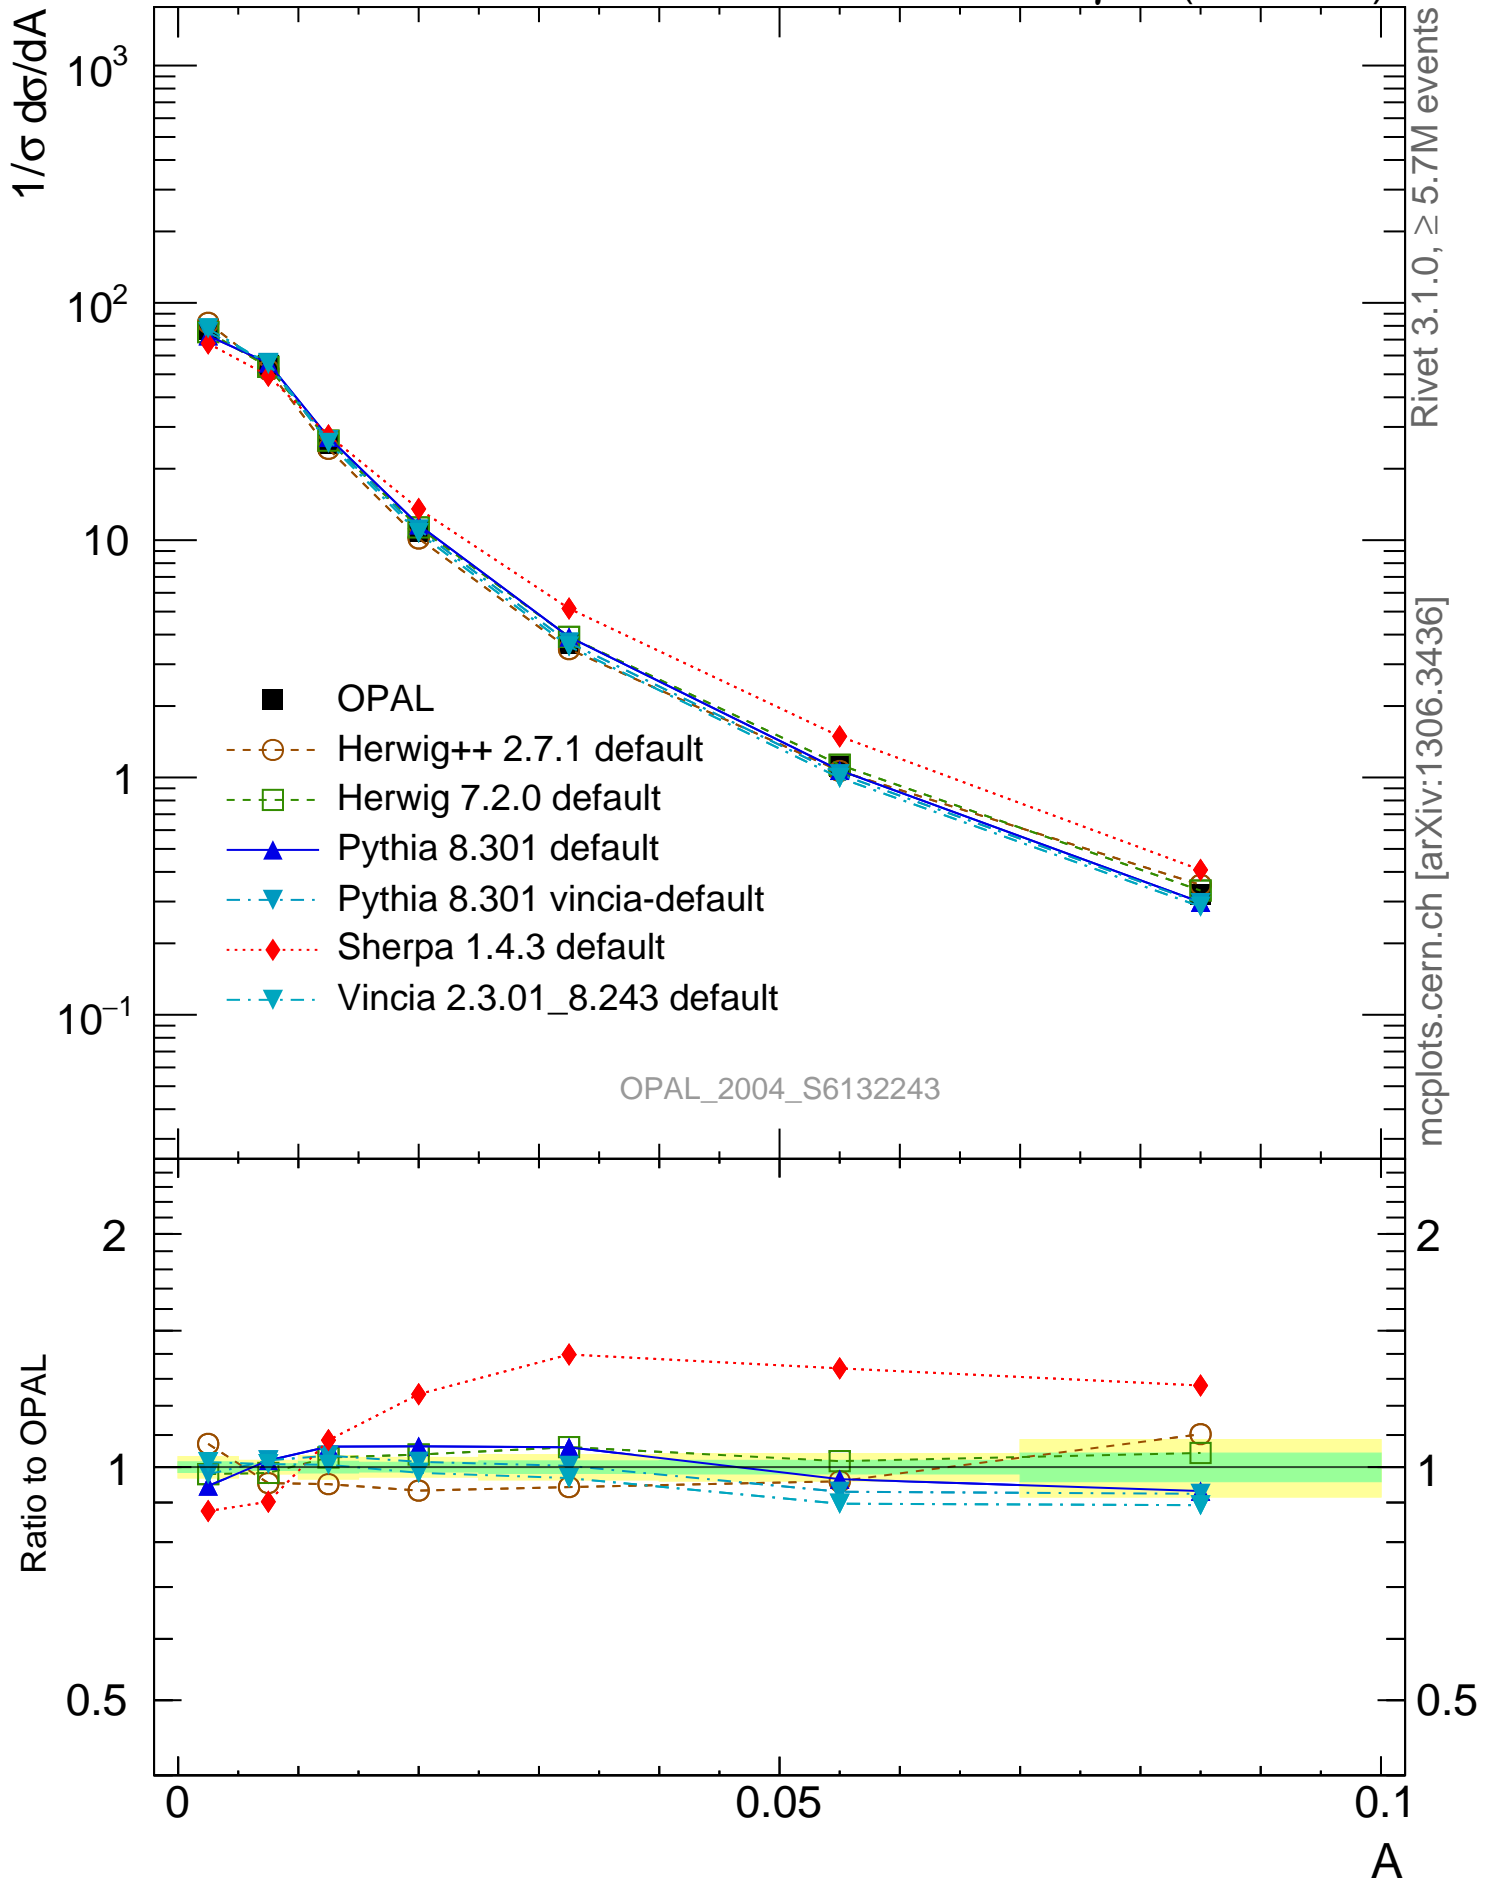 1/σ dσ/dA
10³
10²
10
1
10⁻¹
OPAL
Herwig++ 2.7.1 default
Herwig 7.2.0 default
Pythia 8.301 default
Pythia 8.301 vincia-default
Sherpa 1.4.3 default
Vincia 2.3.01_8.243 default
OPAL_2004_S6132243
Rivet 3.1.0, ≥ 5.7M events
mcplots.cern.ch [arXiv:1306.3436]
Ratio to OPAL
2
1
0.5
2
1
0.5
0
0.05
0.1
A